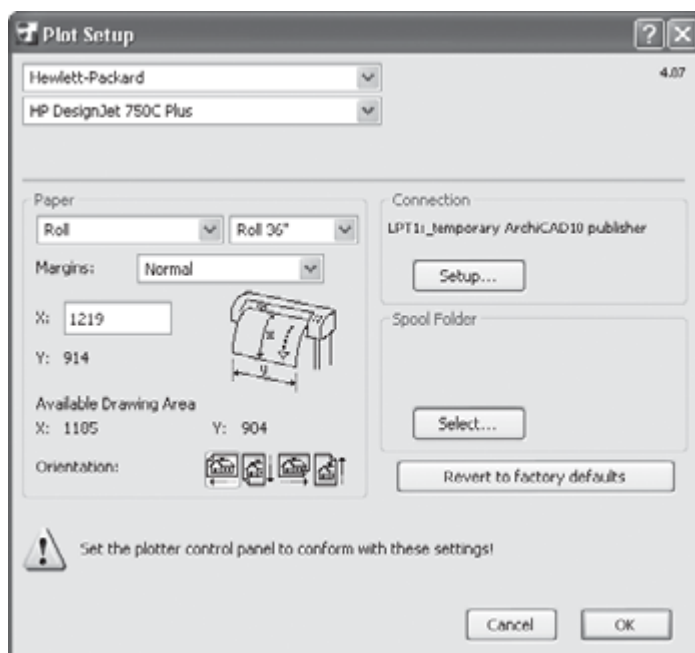 Plot Setup
Hewlett-Packard
4.07
HP DesignJet 750C Plus
Paper
Roll
Roll 36"
Margins:
Normal
X: 1219
Y: 914
x
y
Available Drawing Area
X: 1185
Y: 904
Orientation:
Connection
LPT1:_temporary ArchiCAD10 publisher
Setup...
Spool Folder
Select...
Revert to factory defaults
Set the plotter control panel to conform with these settings!
Cancel
OK